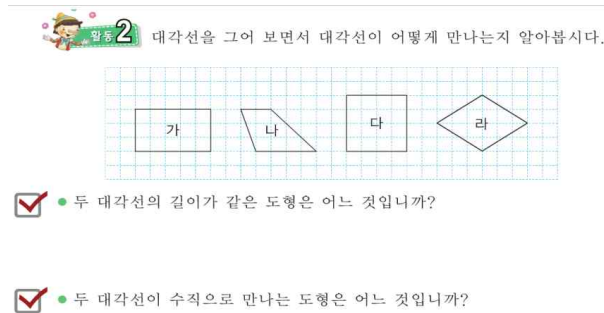 활동 2 대각선을 그어 보면서 대각선이 어떻게 만나는지 알아봅시다.
가 나 다 라
● 두 대각선의 길이가 같은 도형은 어느 것입니까?
● 두 대각선이 수직으로 만나는 도형은 어느 것입니까?